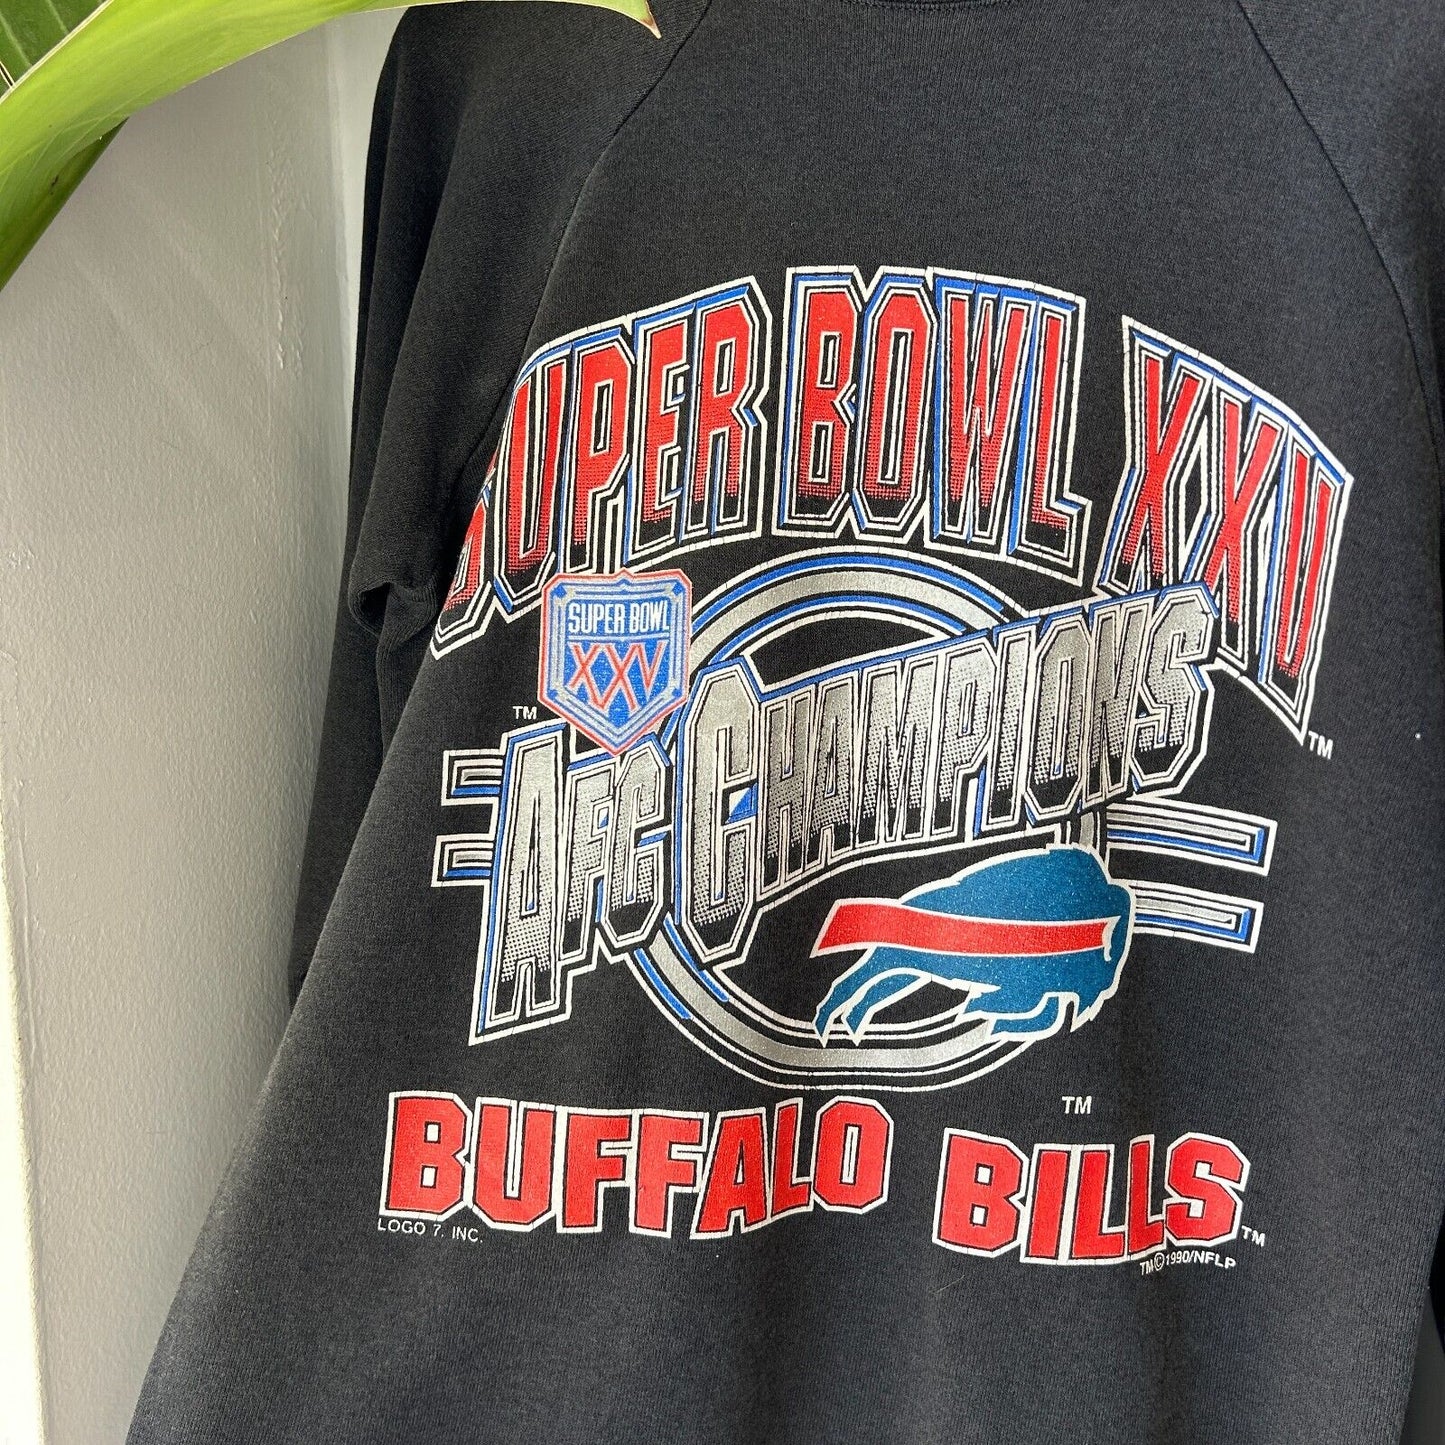 SUPER BOWL XXV
TM
SUPER BOWL
XXV
TM
AFC CHAMPIONS
TM
BUFFALO BILLS TM
LOGO 7, INC.
TM©1990/NFLP